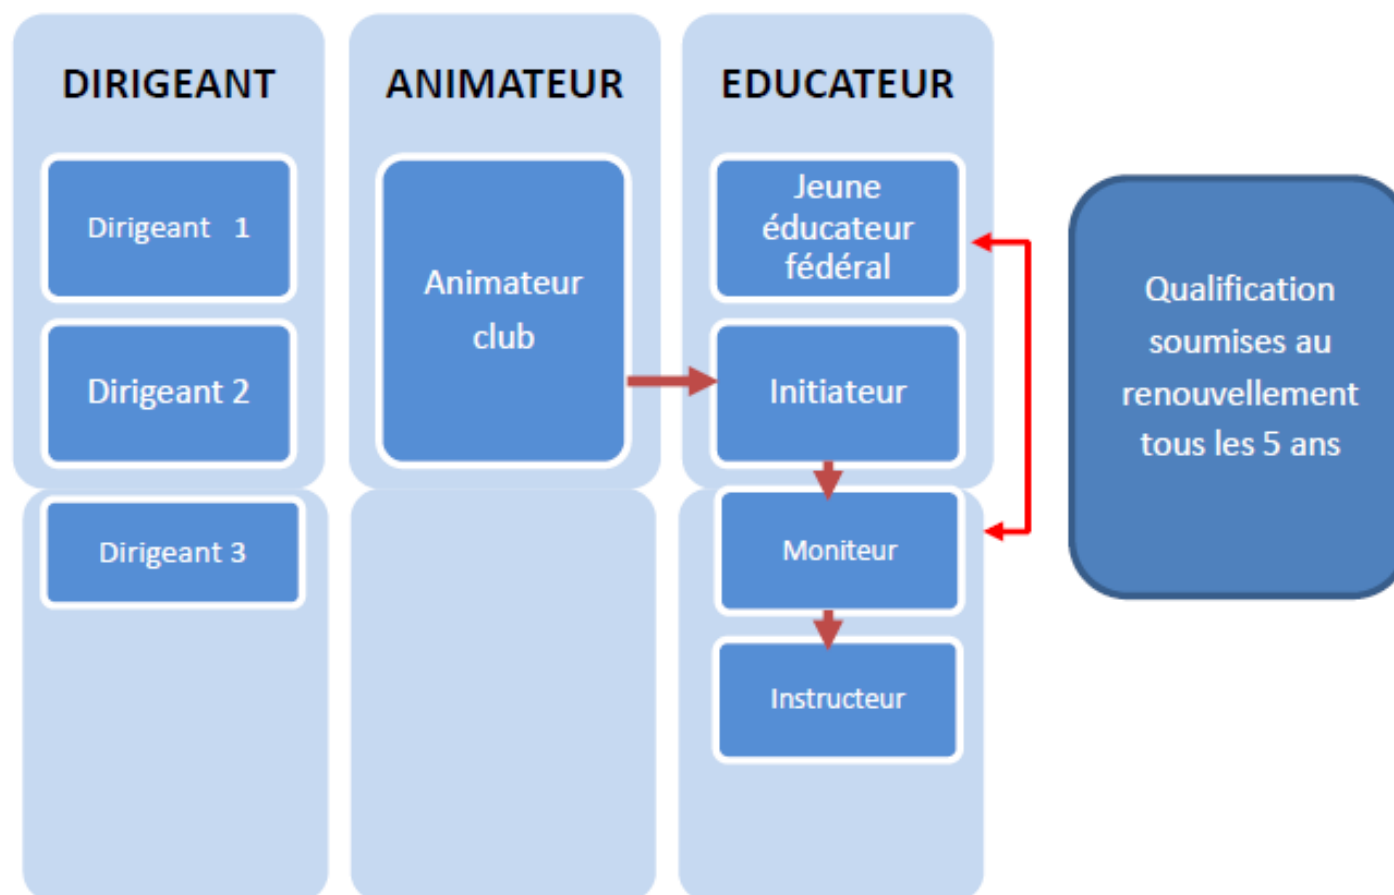 DIRIGEANT
Dirigeant 1
Dirigeant 2
Dirigeant 3
ANIMATEUR
Animateur
club
EDUCATEUR
Jeune
éducateur
fédéral
Initiateur
Moniteur
Instructeur
Qualification
soumises au
renouvellement
tous les 5 ans